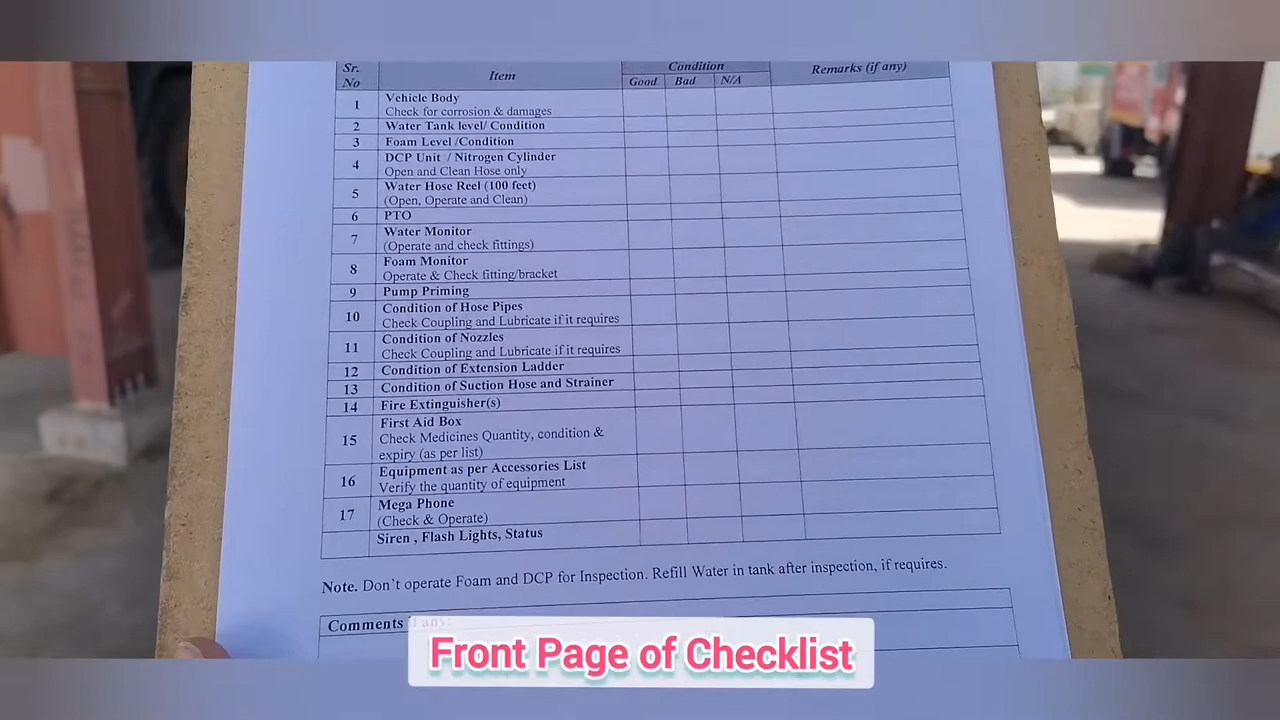 Sr.
No
Item
Condition
Good Bad N/A
Remarks (if any)
1 Vehicle Body
Check for corrosion & damages
2 Water Tank level/ Condition
3 Foam Level /Condition
4 DCP Unit / Nitrogen Cylinder
Open and Clean Hose only
5 Water Hose Reel (100 feet)
(Open, Operate and Clean)
6 PTO
7 Water Monitor
(Operate and check fittings)
8 Foam Monitor
Operate & Check fitting/bracket
9 Pump Priming
10 Condition of Hose Pipes
Check Coupling and Lubricate if it requires
11 Condition of Nozzles
Check Coupling and Lubricate if it requires
12 Condition of Extension Ladder
13 Condition of Suction Hose and Strainer
14 Fire Extinguisher(s)
15 First Aid Box
Check Medicines Quantity, condition &
expiry (as per list)
16 Equipment as per Accessories List
Verify the quantity of equipment
17 Mega Phone
(Check & Operate)
Siren , Flash Lights, Status
Note. Don't operate Foam and DCP for Inspection. Refill Water in tank after inspection, if requires.
Comments if any:
Front Page of Checklist